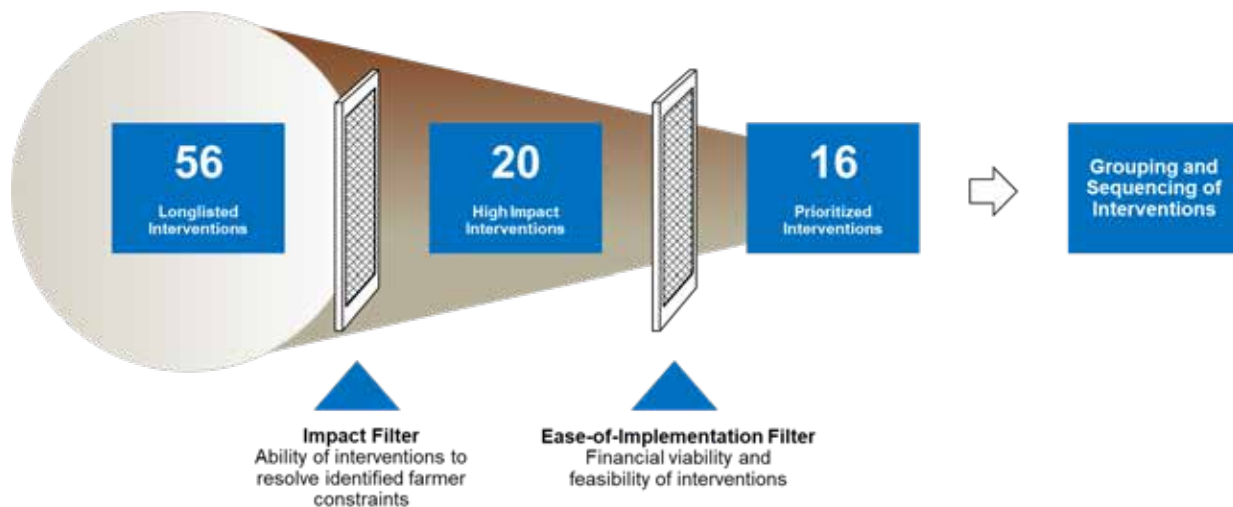 56
Longlisted
Interventions
20
High Impact
Interventions
16
Prioritized
Interventions
Grouping and
Sequencing of
Interventions
Impact Filter
Ability of interventions to
resolve identified farmer
constraints
Ease-of-Implementation Filter
Financial viability and
feasibility of interventions